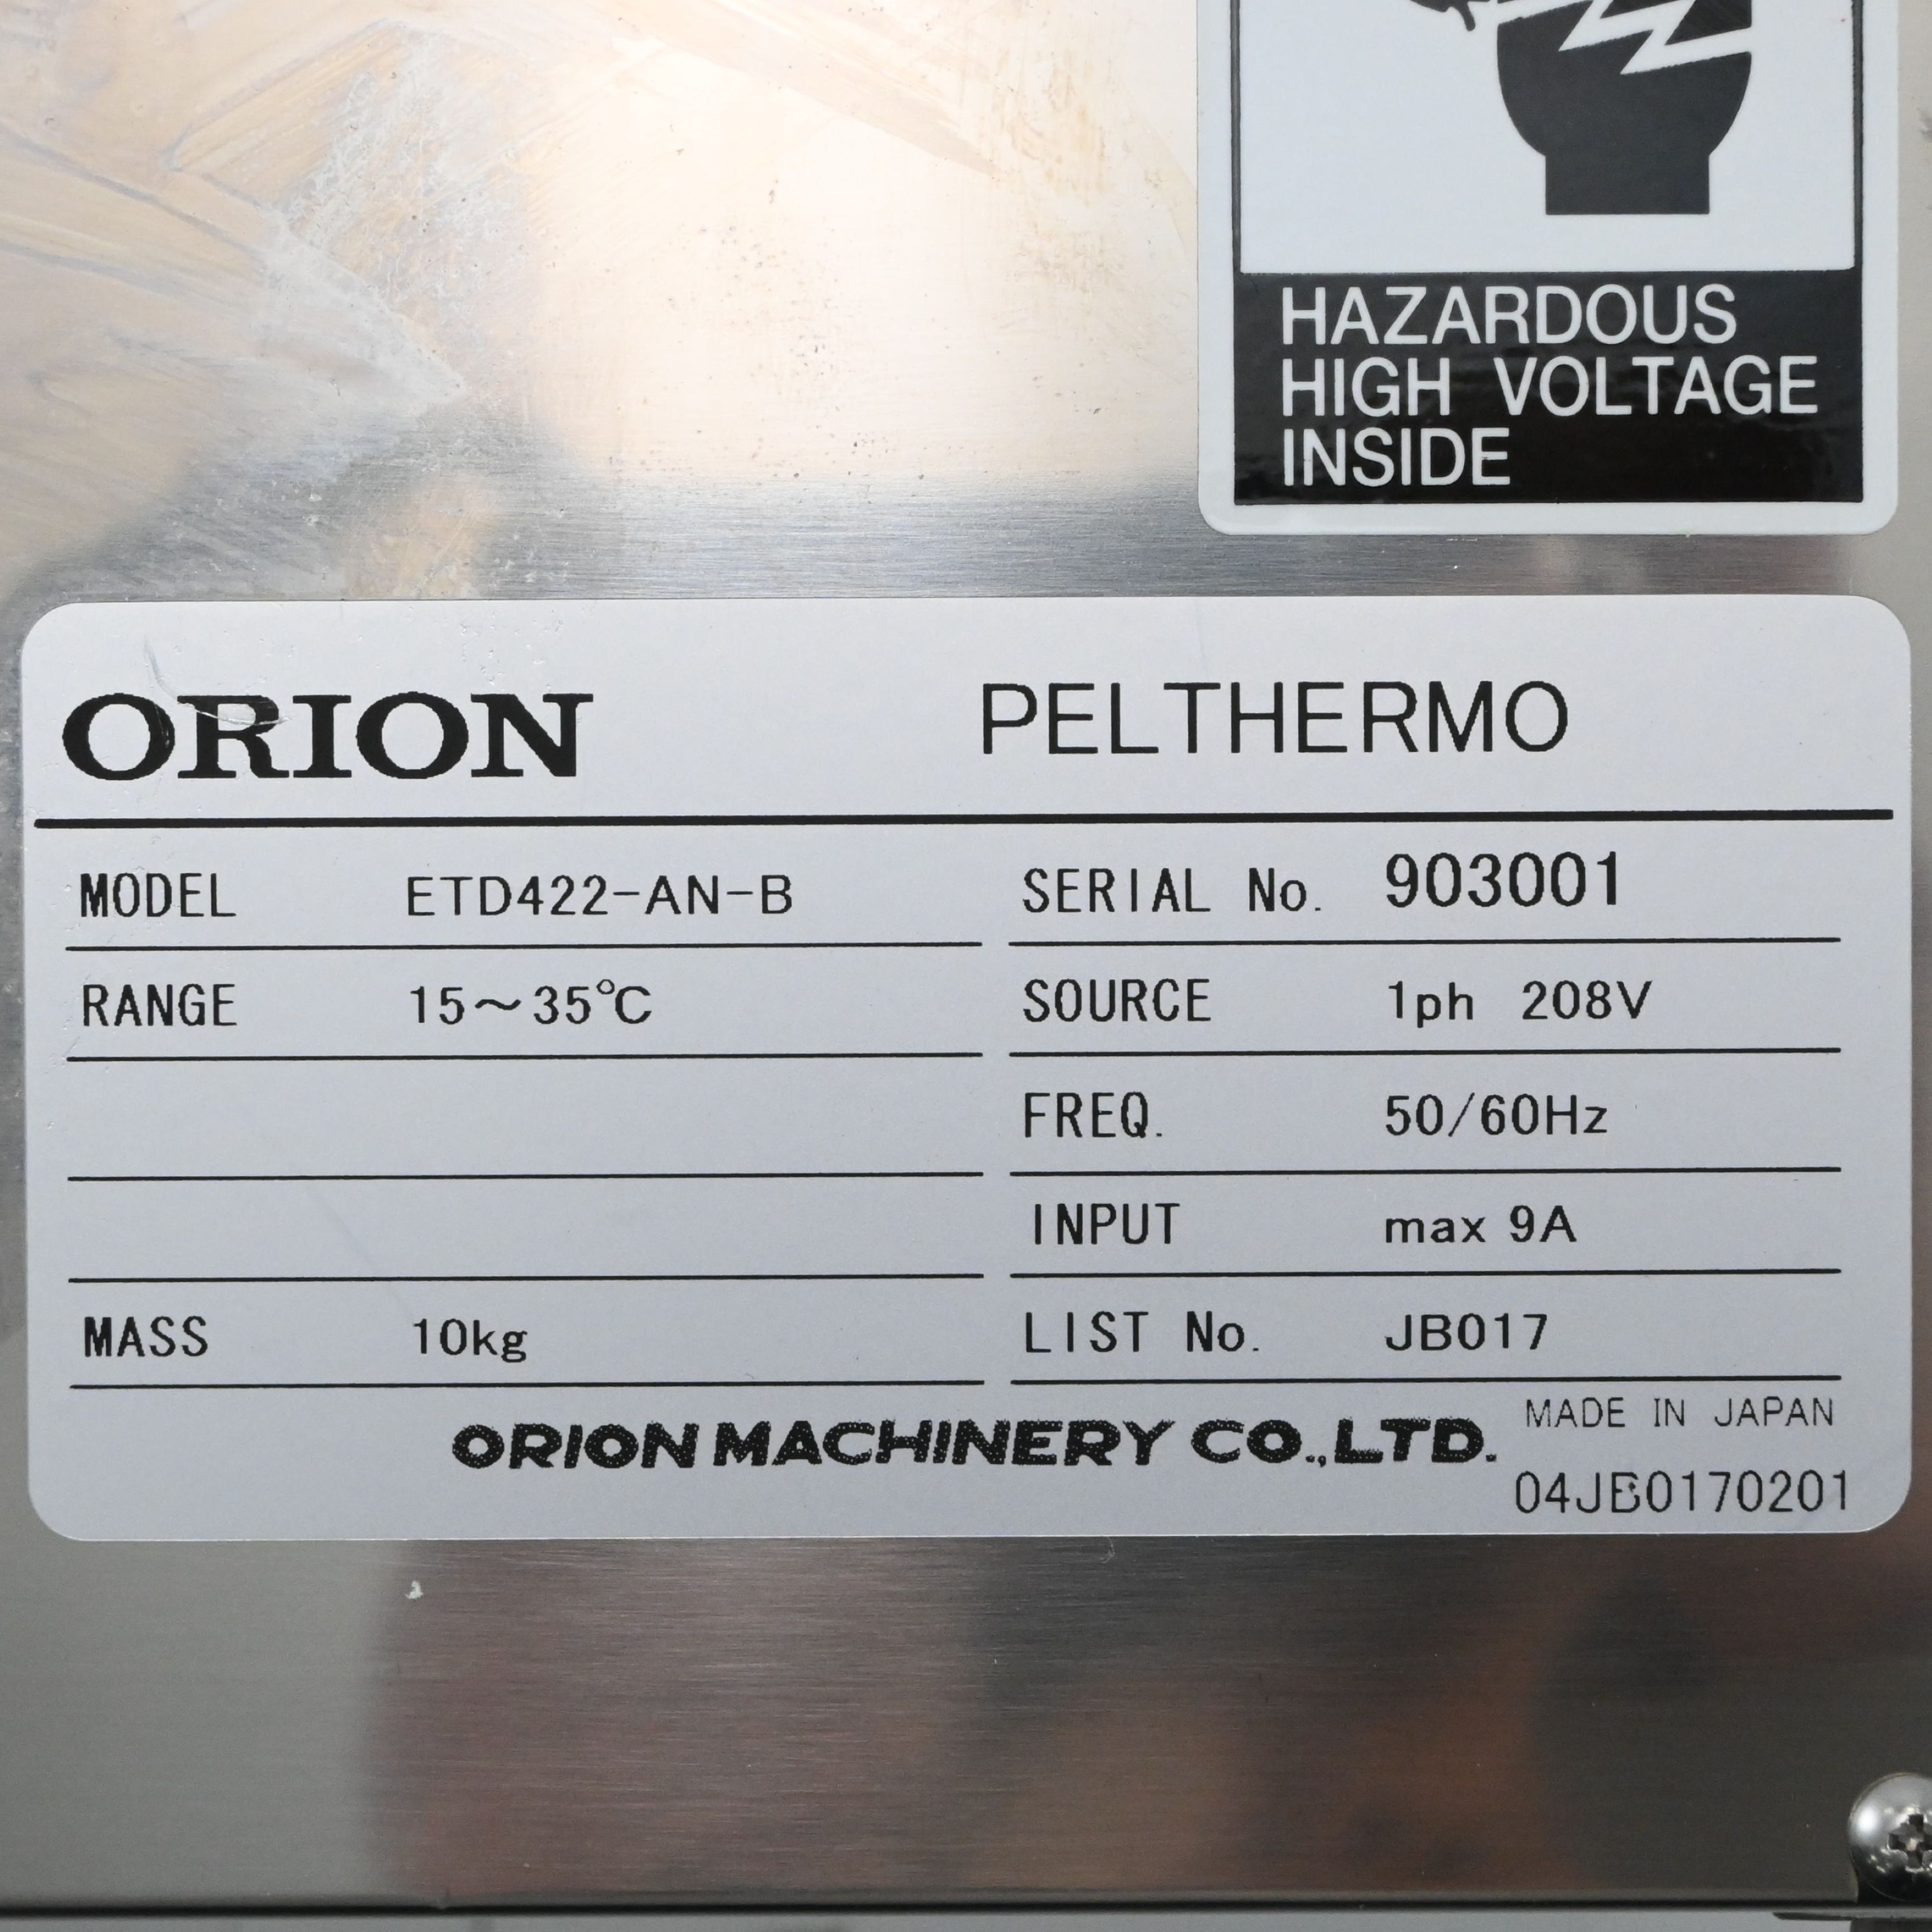 HAZARDOUS
HIGH VOLTAGE
INSIDE
ORION PELTHERMO
MODEL ETD422-AN-B SERIAL No. 903001
RANGE 15～35℃ SOURCE 1ph 208V
FREQ. 50/60Hz
INPUT max 9A
MASS 10kg LIST No. JB017
MADE IN JAPAN
ORION MACHINERY CO.,LTD.
04JB0170201